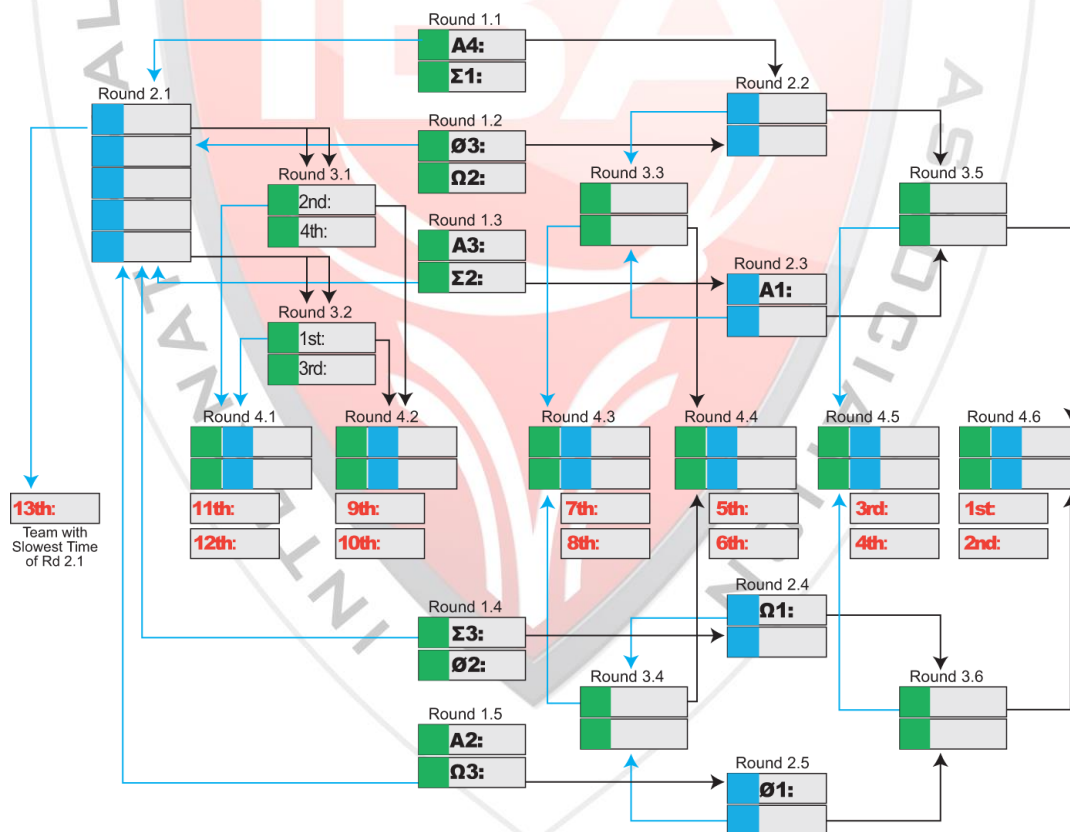 Round 1.1
A4:
Σ1:
Round 2.1
Round 2.2
Round 1.2
Ø3:
Ω2:
Round 3.1
2nd:
4th:
Round 3.3
Round 3.5
Round 1.3
A3:
Σ2:
Round 2.3
A1:
Round 3.2
1st:
3rd:
Round 4.1
Round 4.2
Round 4.3
Round 4.4
Round 4.5
Round 4.6
13th:
Team with
Slowest Time
of Rd 2.1
11th:
9th:
7th:
5th:
3rd:
1st:
12th:
10th:
8th:
6th:
4th:
2nd:
Round 1.4
Σ3:
Ø2:
Round 2.4
Ω1:
Round 3.4
Round 3.6
Round 1.5
A2:
Ω3:
Round 2.5
Ø1: